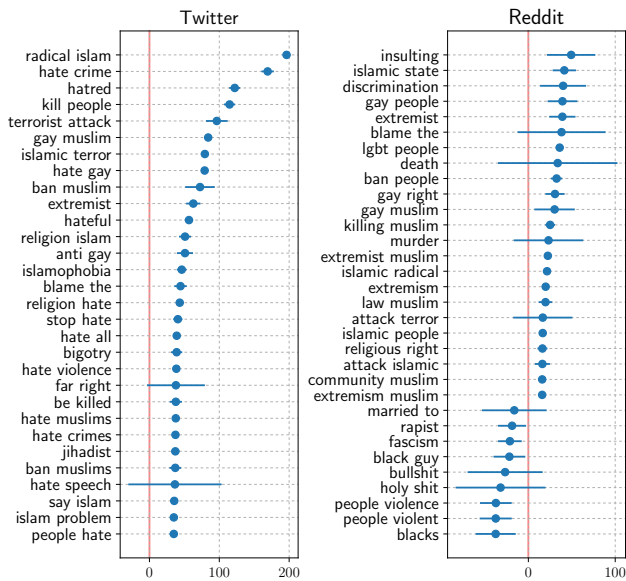 Twitter
radical islam
hate crime
hatred
kill people
terrorist attack
gay muslim
islamic terror
hate gay
ban muslim
extremist
hateful
religion islam
anti gay
islamophobia
blame the
religion hate
stop hate
hate all
bigotry
hate violence
far right
be killed
hate muslims
hate crimes
jihadist
ban muslims
hate speech
say islam
islam problem
people hate
0 100 200
Reddit
insulting
islamic state
discrimination
gay people
extremist
blame the
lgbt people
death
ban people
gay right
gay muslim
killing muslim
murder
extremist muslim
islamic radical
extremism
law muslim
attack terror
islamic people
religious right
attack islamic
community muslim
extremism muslim
married to
rapist
fascism
black guy
bullshit
holy shit
people violence
people violent
blacks
0 100